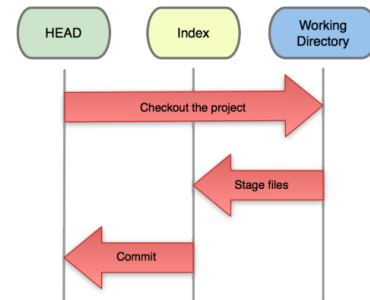 HEAD
Index
Working
Directory
Checkout the project
Stage files
Commit